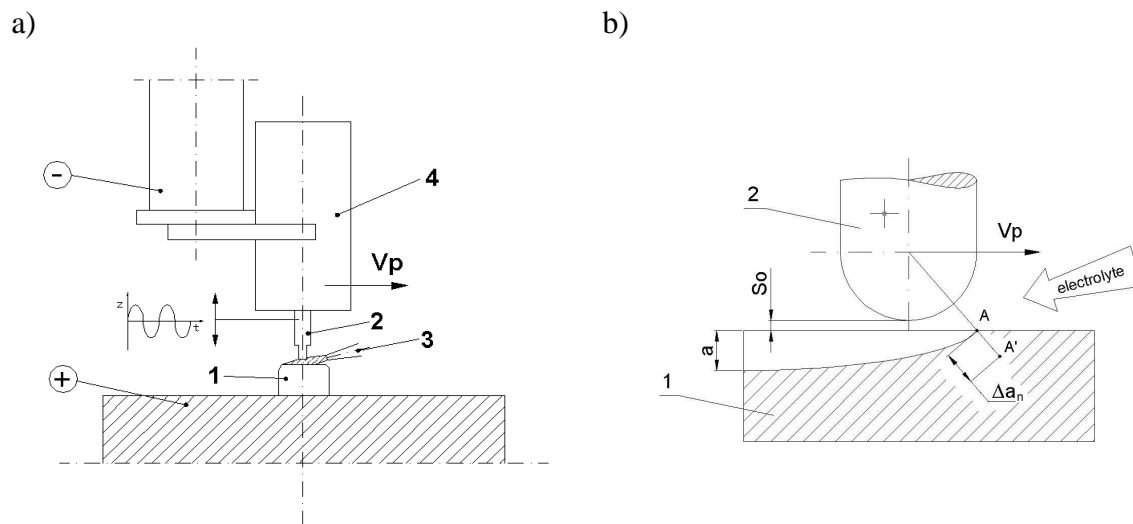 a)
b)
−
4
Vp
z
t
2
3
1
+
2
Vp
So
electrolyte
A
a
A'
1
Δaₙ